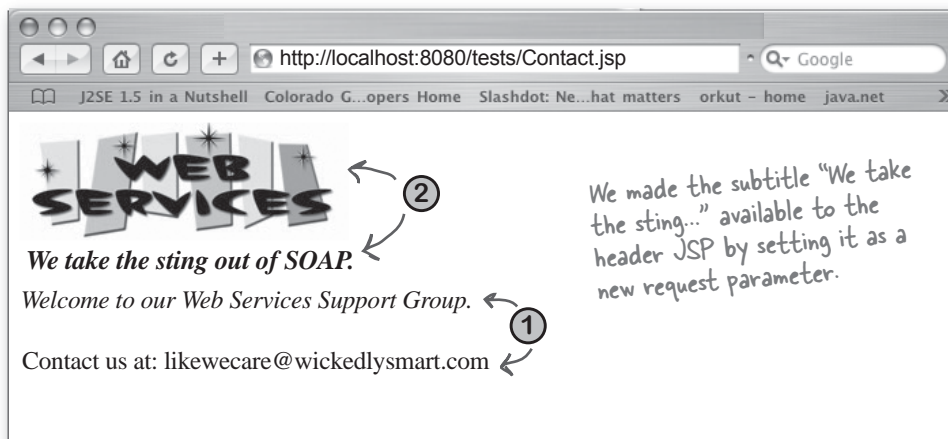 http://localhost:8080/tests/Contact.jsp
Google
J2SE 1.5 in a Nutshell Colorado G...opers Home Slashdot: Ne...hat matters orkut – home java.net
WEB
SERVICES
2
We take the sting out of SOAP.
Welcome to our Web Services Support Group.
1
Contact us at: likewecare@wickedlysmart.com
We made the subtitle "We take
the sting..." available to the
header JSP by setting it as a
new request parameter.